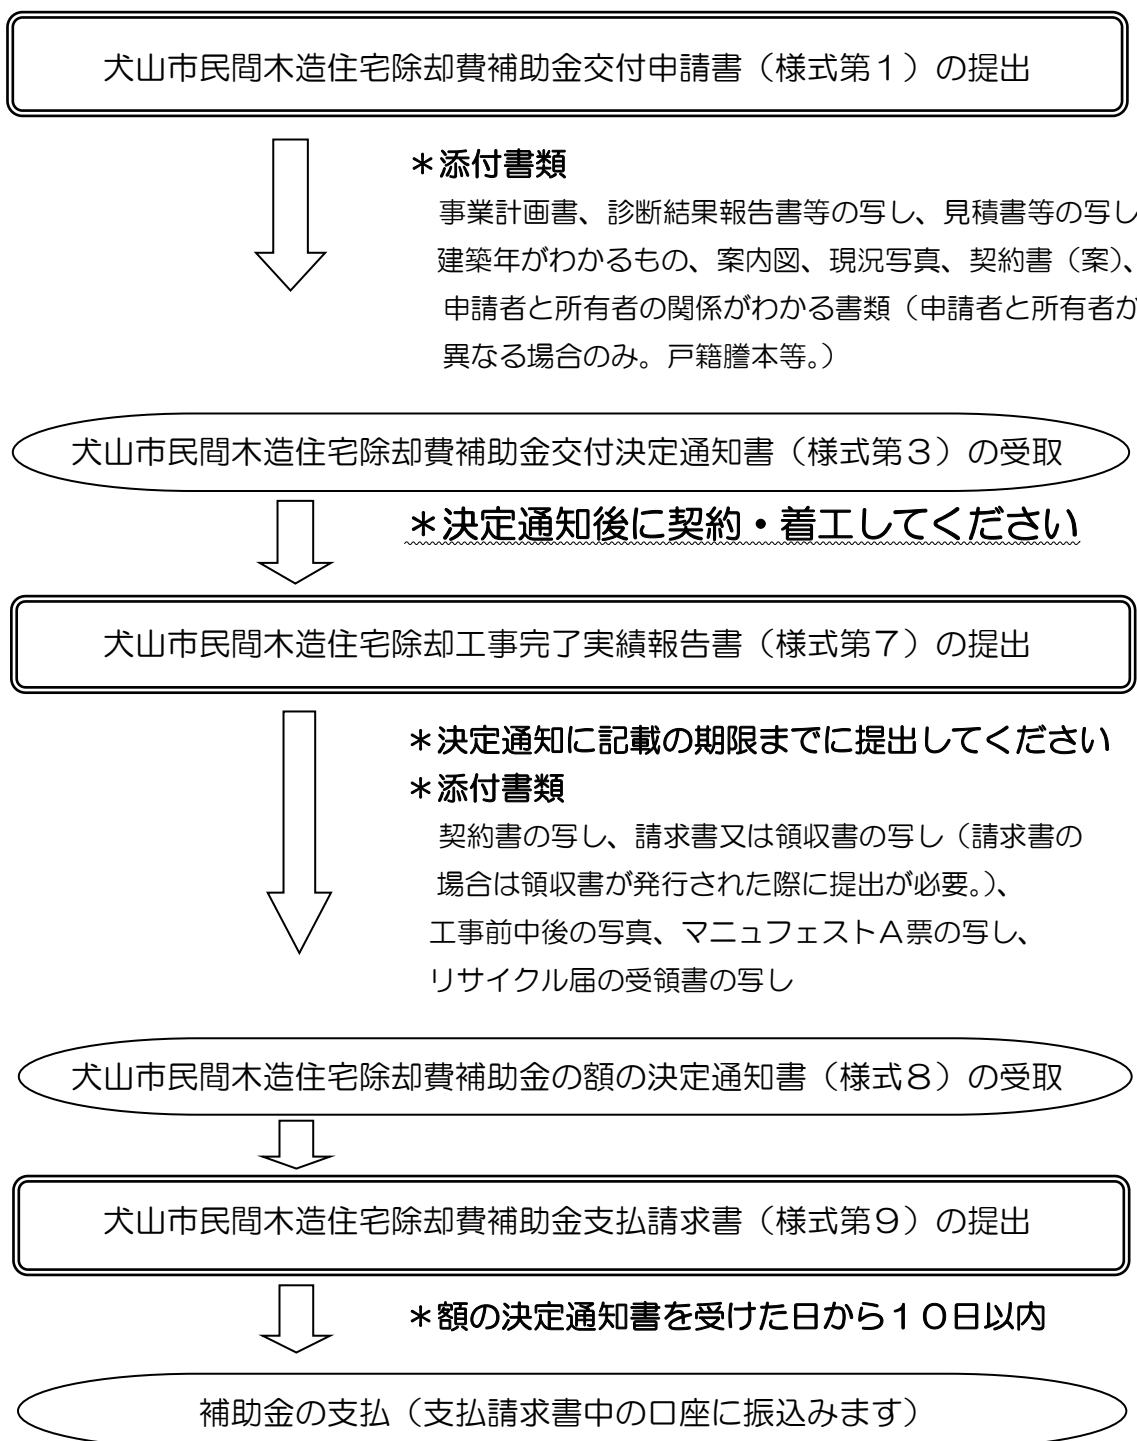 犬山市民間木造住宅除却費補助金交付申請書（様式第１）の提出
＊添付書類
事業計画書、診断結果報告書等の写し、見積書等の写し
建築年がわかるもの、案内図、現況写真、契約書（案）、
申請者と所有者の関係がわかる書類（申請者と所有者が
異なる場合のみ。戸籍謄本等。）
犬山市民間木造住宅除却費補助金交付決定通知書（様式第３）の受取
＊決定通知後に契約・着工してください
犬山市民間木造住宅除却工事完了実績報告書（様式第７）の提出
＊決定通知に記載の期限までに提出してください
＊添付書類
契約書の写し、請求書又は領収書の写し（請求書の
場合は領収書が発行された際に提出が必要。）、
工事前中後の写真、マニュフェストＡ票の写し、
リサイクル届の受領書の写し
犬山市民間木造住宅除却費補助金の額の決定通知書（様式８）の受取
犬山市民間木造住宅除却費補助金支払請求書（様式第９）の提出
＊額の決定通知書を受けた日から１０日以内
補助金の支払（支払請求書中の口座に振込みます）